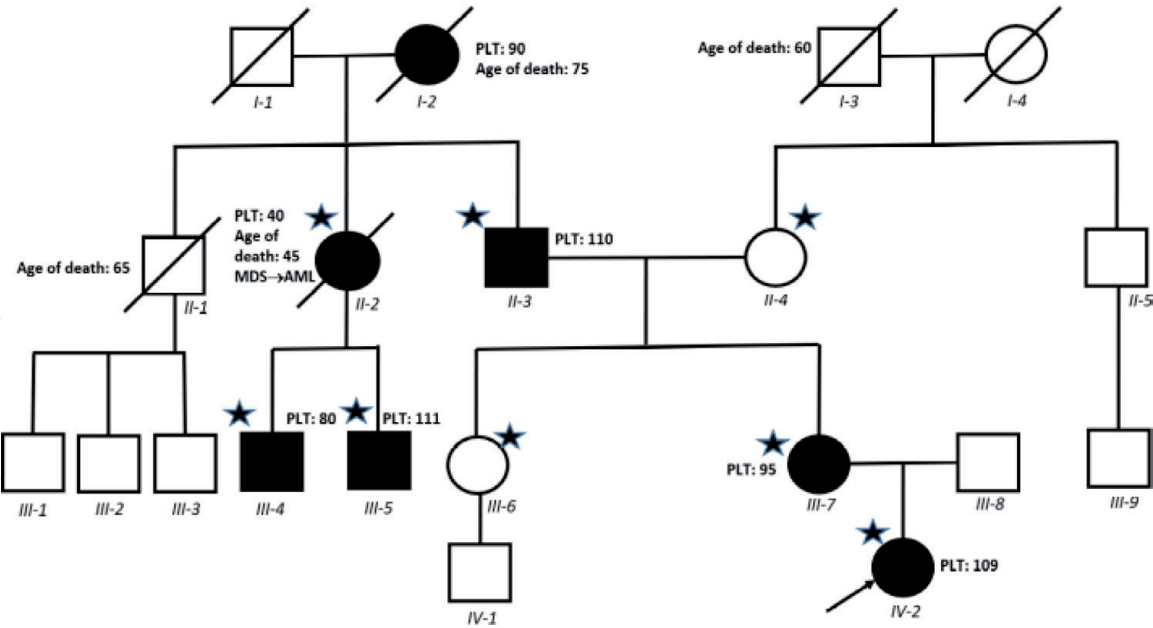 PLT: 90
Age of death: 75
Age of death: 60
I-1
I-2
I-3
I-4
PLT: 40
Age of
death: 45
MDS→AML
PLT: 110
Age of death: 65
II-1
II-2
II-3
II-4
II-5
PLT: 80
PLT: 111
PLT: 95
III-1
III-2
III-3
III-4
III-5
III-6
III-7
III-8
III-9
PLT: 109
IV-1
IV-2